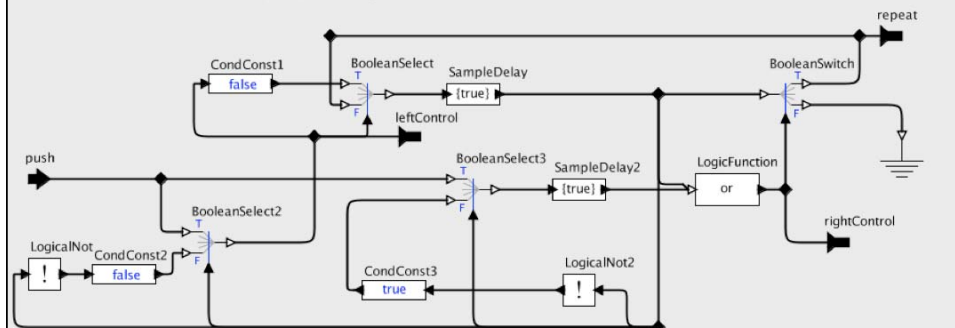 repeat
CondConst1
BooleanSelect
SampleDelay
BooleanSwitch
T
T
false
{true}
F
F
leftControl
push
BooleanSelect3
SampleDelay2
LogicFunction
T
{true}
or
BooleanSelect2
F
T
rightControl
LogicalNot
CondConst2
F
CondConst3
LogicalNot2
!
false
true
!